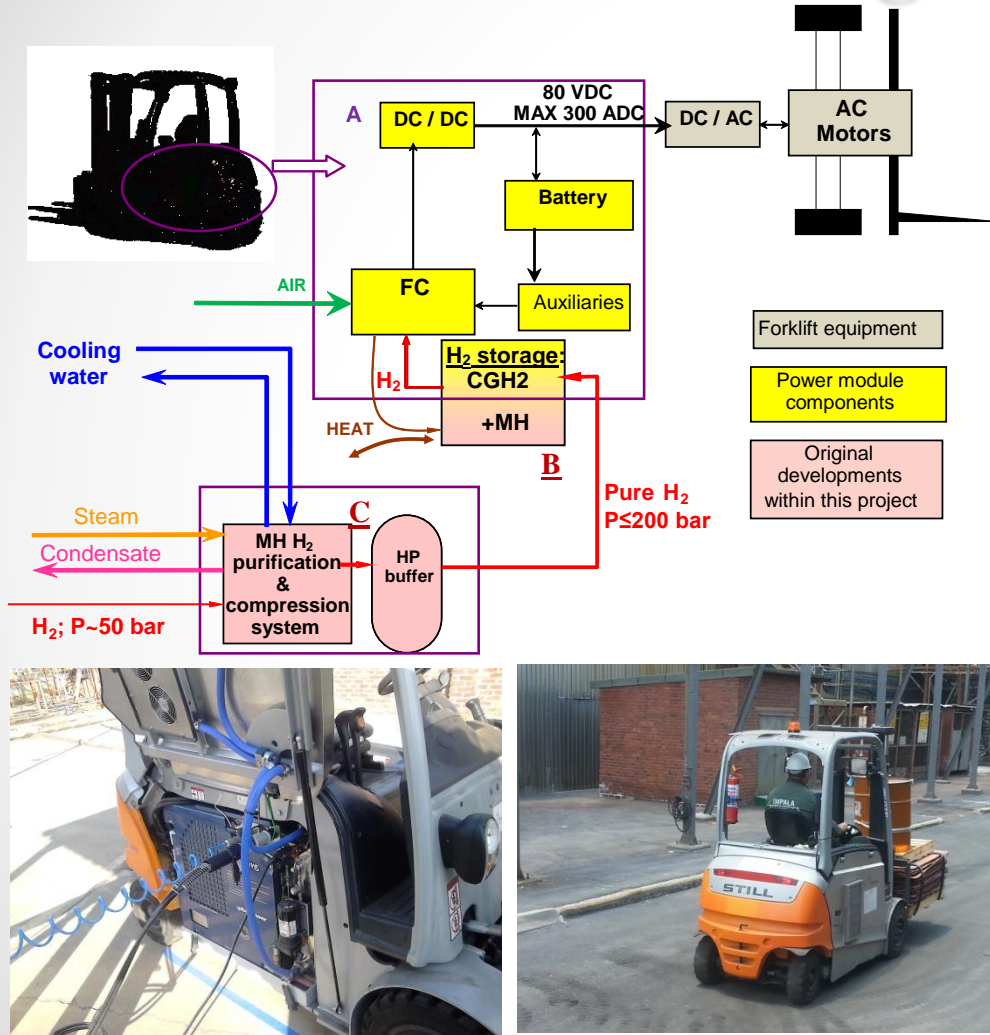 80 VDC
MAX 300 ADC
A
DC / DC
DC / AC
AC
Motors
Battery
AIR
FC
Auxiliaries
Forklift equipment
Cooling
water
H₂ storage:
CGH2
H₂
+MH
HEAT
B
Power module
components
Original
developments
within this project
Pure H₂
P≤200 bar
Steam
C
Condensate
MH H₂
purification
&
compression
system
HP
buffer
H₂; P~50 bar
IMPALA
STILL